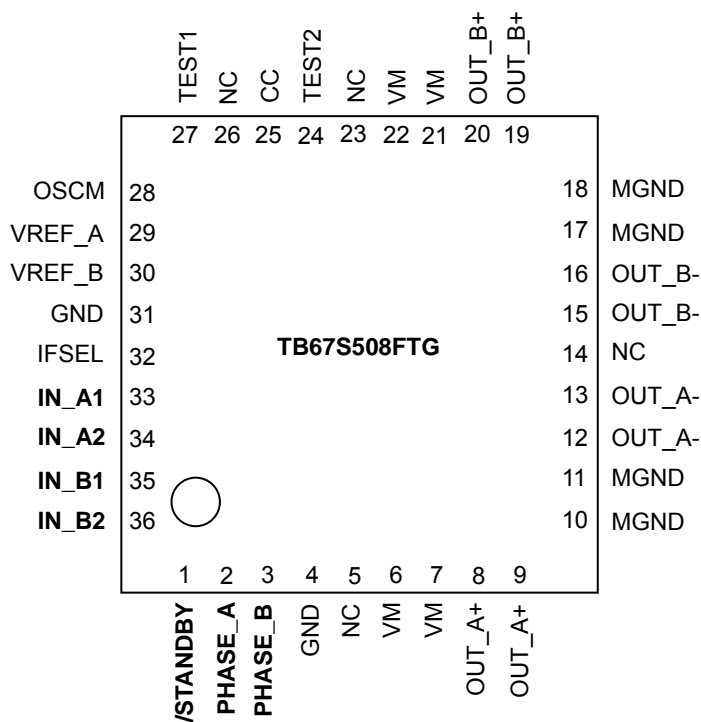 TEST1
NC
CC
TEST2
NC
VM
VM
OUT_B+
OUT_B+
27 26 25 24 23 22 21 20 19
OSCM 28
VREF_A 29
VREF_B 30
GND 31
IFSEL 32
IN_A1 33
IN_A2 34
IN_B1 35
IN_B2 36
TB67S508FTG
18 MGND
17 MGND
16 OUT_B-
15 OUT_B-
14 NC
13 OUT_A-
12 OUT_A-
11 MGND
10 MGND
1 2 3 4 5 6 7 8 9
/STANDBY
PHASE_A
PHASE_B
GND
NC
VM
VM
OUT_A+
OUT_A+